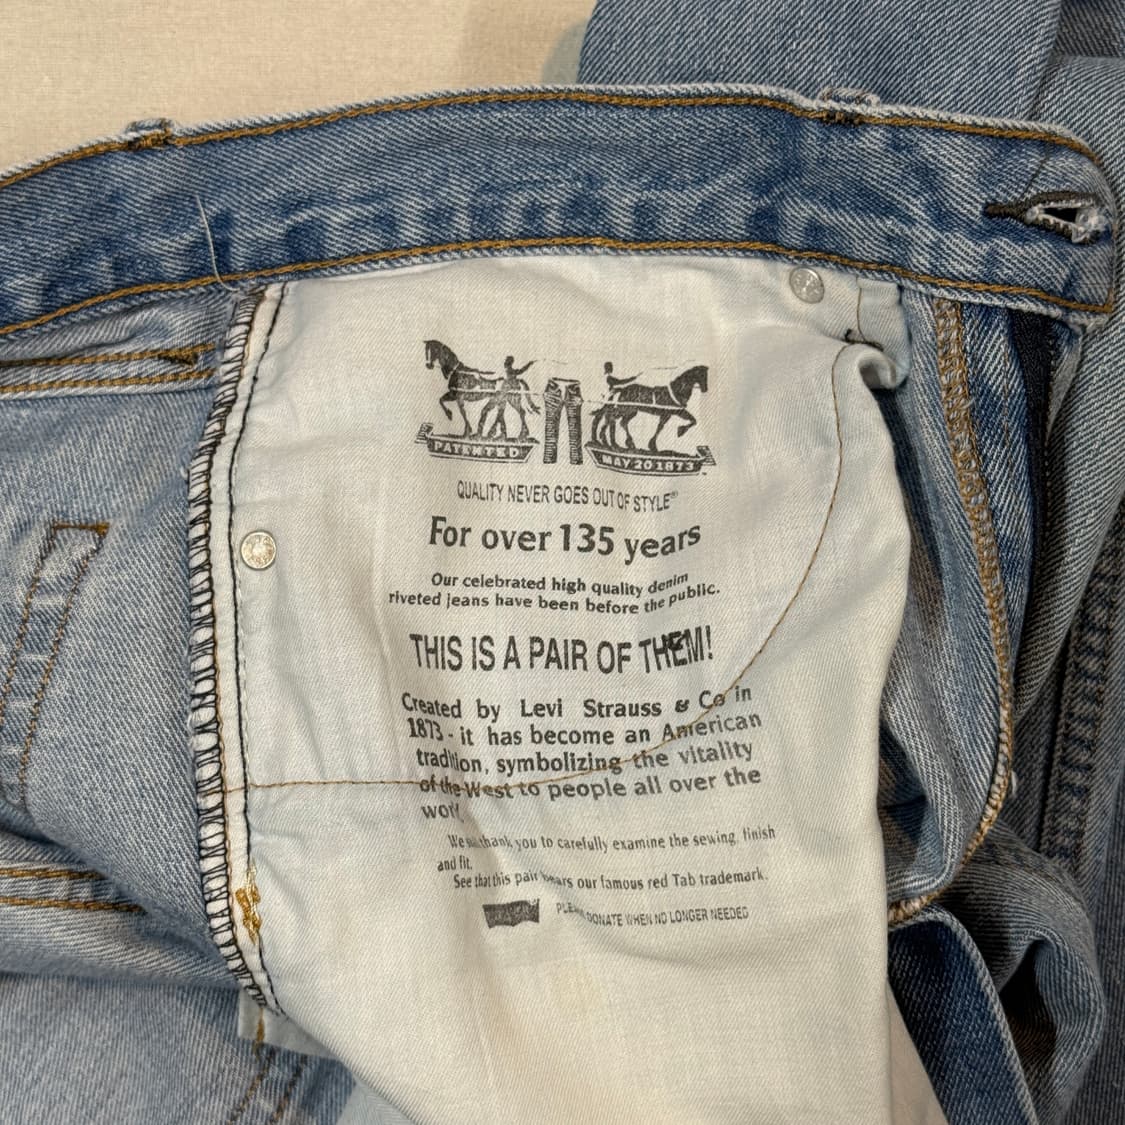 PATENTED MAY 20 1873
QUALITY NEVER GOES OUT OF STYLE®
For over 135 years
Our celebrated high quality denim
riveted jeans have been before the public.
THIS IS A PAIR OF THEM!
Created by Levi Strauss & Co in
1873 - it has become an American
tradition, symbolizing the vitality
of the West to people all over the
We thank you to carefully examine the sewing, finish
and fit.
See that this pair bears our famous red Tab trademark.
PLEASE DONATE WHEN NO LONGER NEEDED